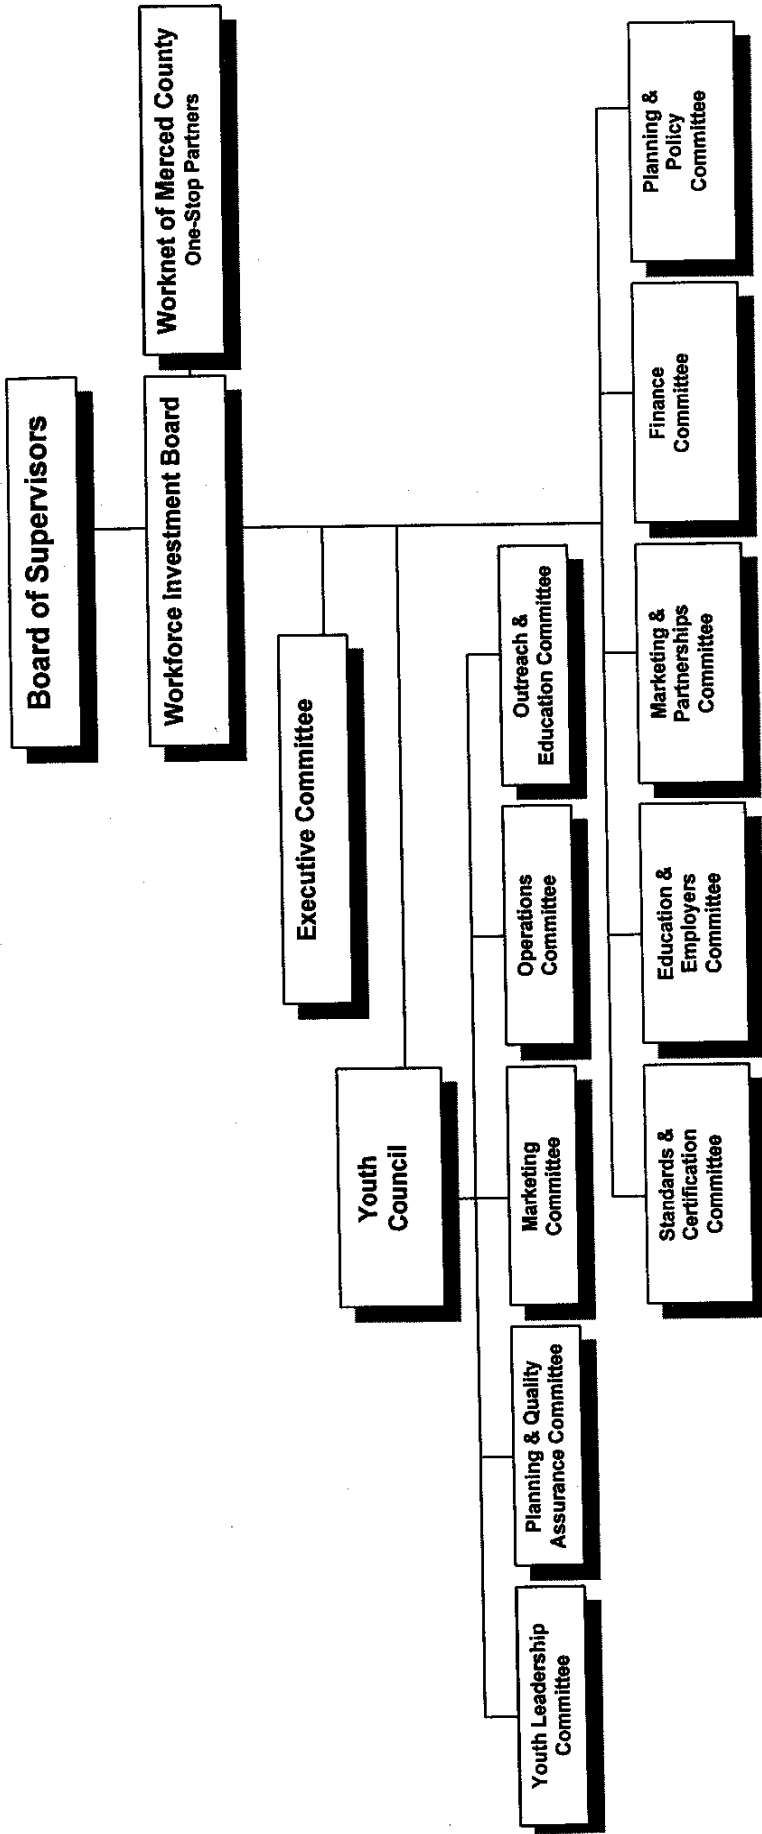 Board of Supervisors
Workforce Investment Board
Worknet of Merced County
One-Stop Partners
Executive Committee
Youth
Council
Youth Leadership
Committee
Planning & Quality
Assurance Committee
Marketing
Committee
Operations
Committee
Outreach &
Education Committee
Standards &
Certification
Committee
Education &
Employers
Committee
Marketing &
Partnerships
Committee
Finance
Committee
Planning &
Policy
Committee